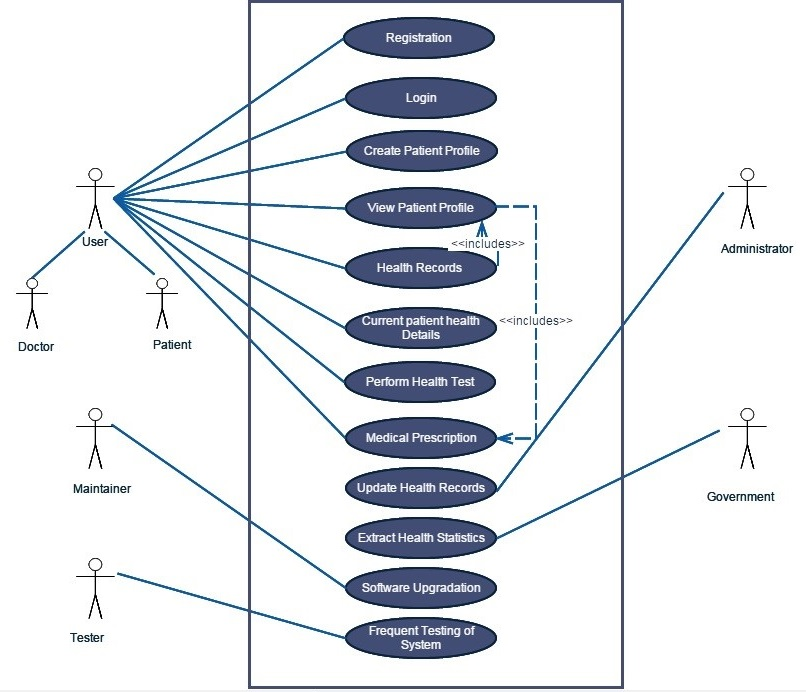 Registration
Login
Create Patient Profile
View Patient Profile
User
<<includes>>
Administrator
Health Records
Current patient health
Details
<<includes>>
Doctor
Patient
Perform Health Test
Medical Prescription
Maintainer
Update Health Records
Government
Extract Health Statistics
Software Upgradation
Tester
Frequent Testing of
System